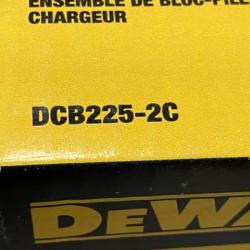 ENSEMBLE DE BLOC-PILE
CHARGEUR
DCB225-2C
DEWA